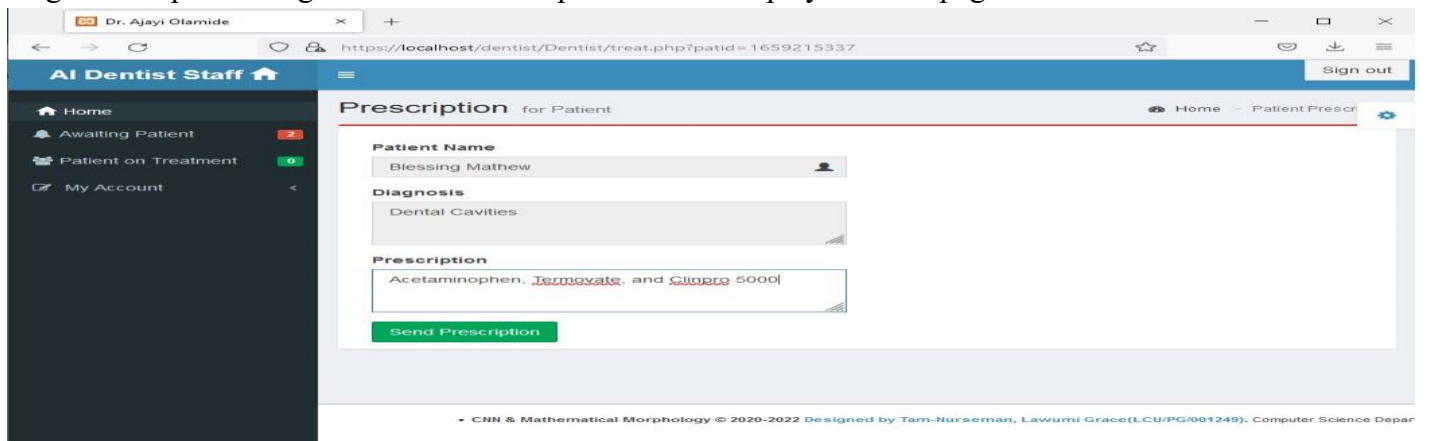 Dr. Ajayi Olamide
https://localhost/dentist/Dentist/treat.php?patid=1659215337
AI Dentist Staff
Sign out
Home
Awaiting Patient 2
Patient on Treatment 0
My Account
Prescription for Patient
Home - Patient Prescr
Patient Name
Blessing Mathew
Diagnosis
Dental Cavities
Prescription
Acetaminophen, Termovate, and Clinpro 5000
Send Prescription
• CNN & Mathematical Morphology © 2020-2022 Designed by Tam-Nurseman, Lawumi Grace(LCU/PG/001249). Computer Science Depar